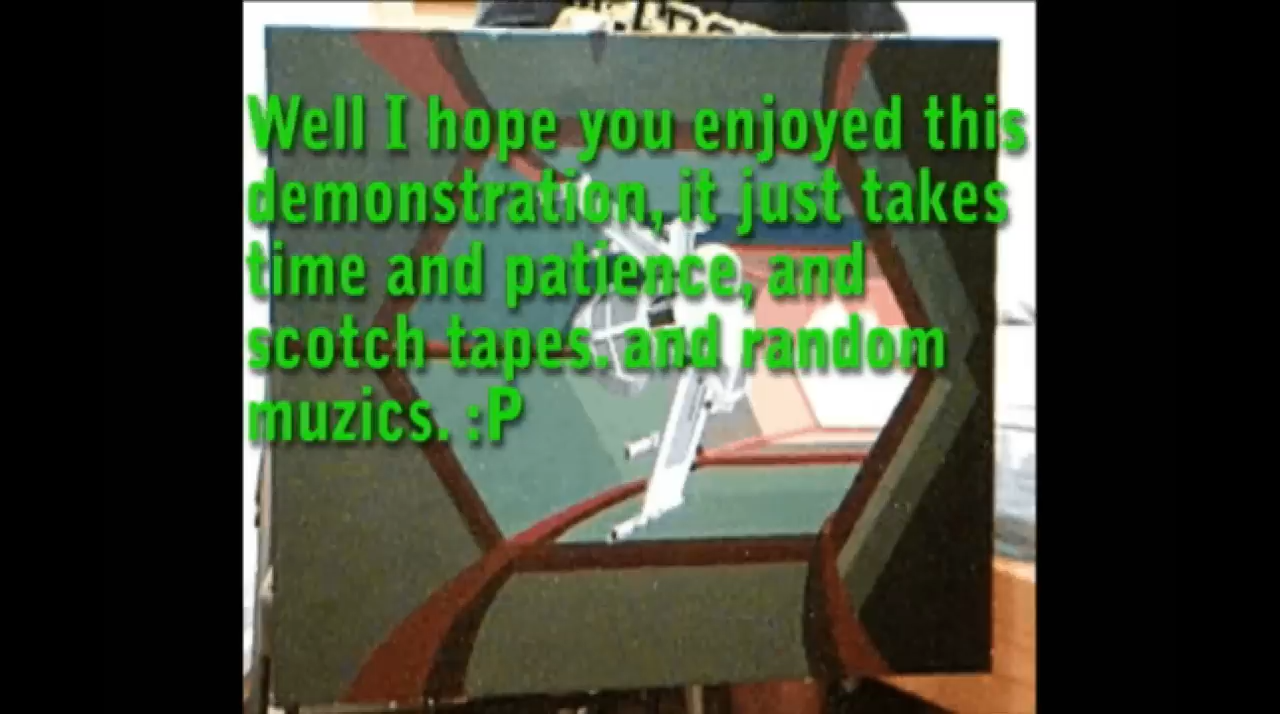 Well I hope you enjoyed this
demonstration, it just takes
time and patience, and
scotch tapes. and random
muzics. :P